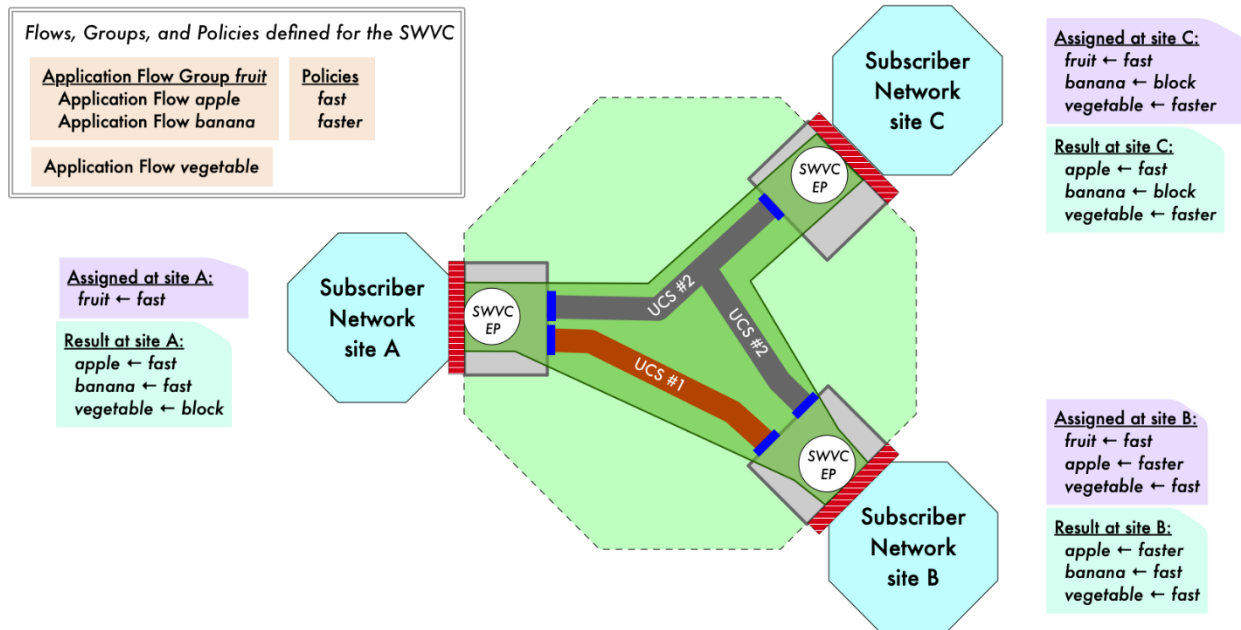 Flows, Groups, and Policies defined for the SWVC
Application Flow Group fruit
Application Flow apple
Application Flow banana
Policies
fast
faster
Application Flow vegetable
Subscriber
Network
site C
Assigned at site C:
fruit ← fast
banana ← block
vegetable ← faster
Result at site C:
apple ← fast
banana ← block
vegetable ← faster
SWVC
EP
Assigned at site A:
fruit ← fast
Result at site A:
apple ← fast
banana ← fast
vegetable ← block
Subscriber
Network
site A
SWVC
EP
UCS #2
UCS #2
UCS #1
SWVC
EP
Subscriber
Network
site B
Assigned at site B:
fruit ← fast
apple ← faster
vegetable ← fast
Result at site B:
apple ← faster
banana ← fast
vegetable ← fast